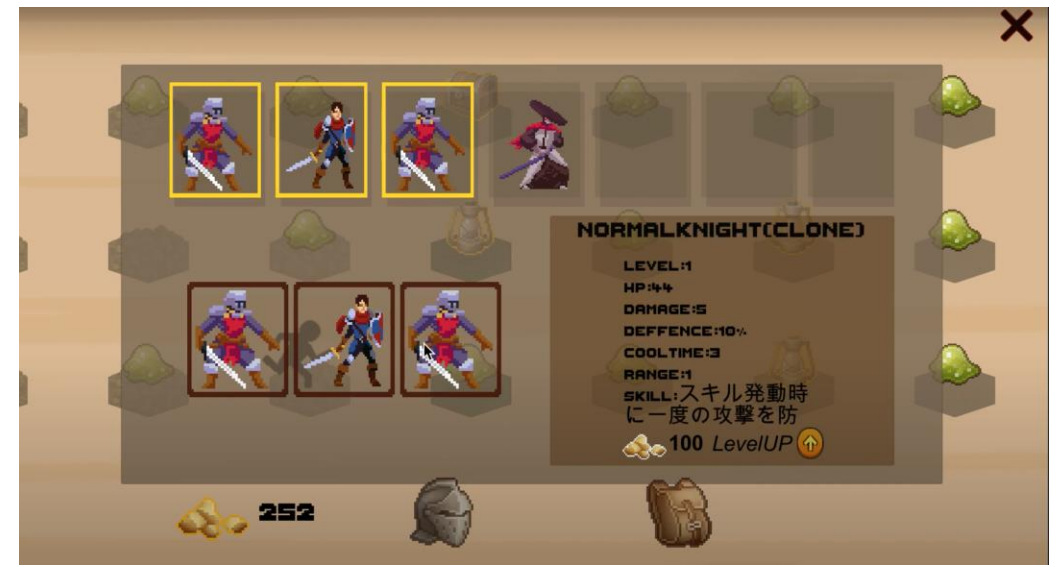 NORMALKNIGHT(CLONE)
LEVEL:1
HP:44
DAMAGE:5
DEFFENCE:10%
COOLTIME:3
RANGE:1
SKILL:スキル発動時
に一度の攻撃を防
100 LevelUP
252